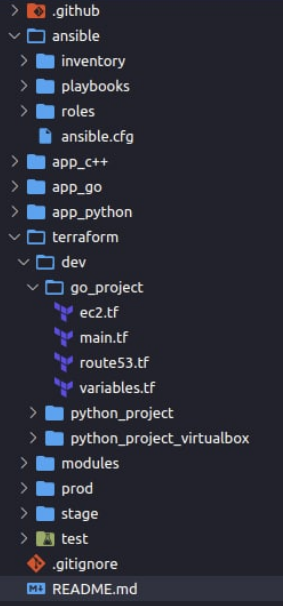 .github
ansible
inventory
playbooks
roles
ansible.cfg
app_c++
app_go
app_python
terraform
dev
go_project
ec2.tf
main.tf
route53.tf
variables.tf
python_project
python_project_virtualbox
modules
prod
stage
test
.gitignore
README.md